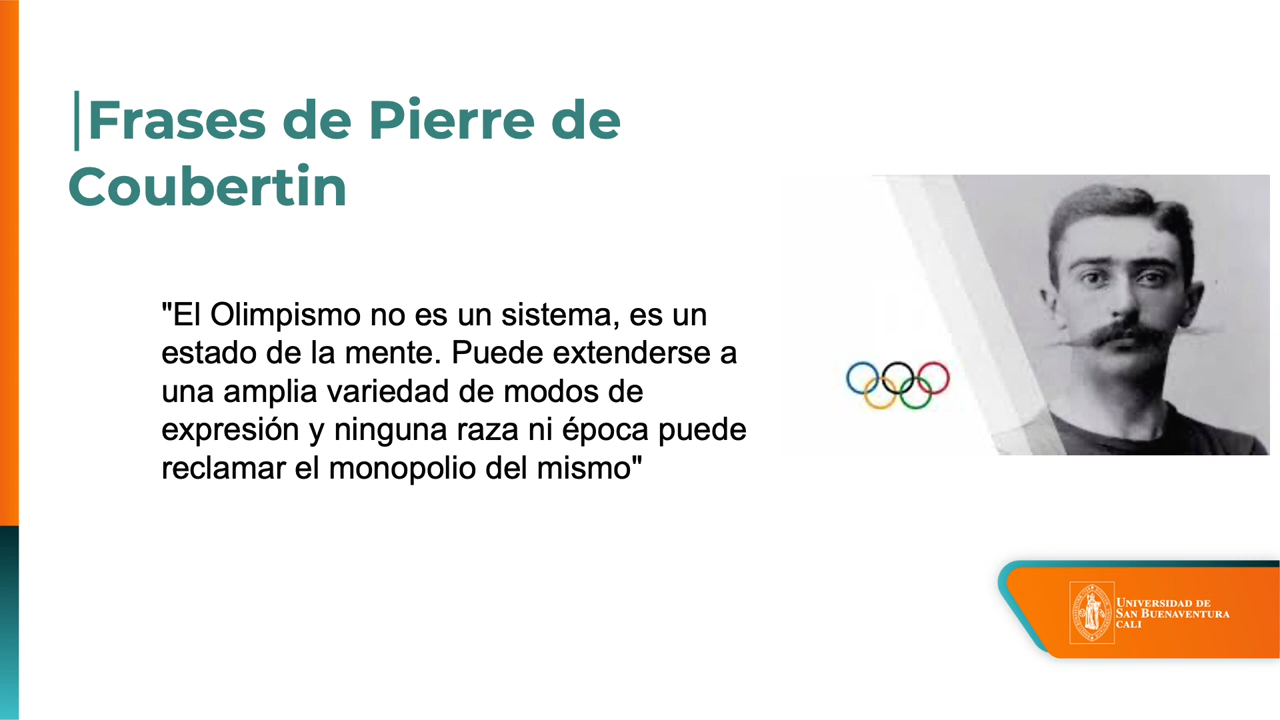 Frases de Pierre de
Coubertin
"El Olimpismo no es un sistema, es un
estado de la mente. Puede extenderse a
una amplia variedad de modos de
expresión y ninguna raza ni época puede
reclamar el monopolio del mismo"
UNIVERSIDAD DE
SAN BUENAVENTURA
CALI